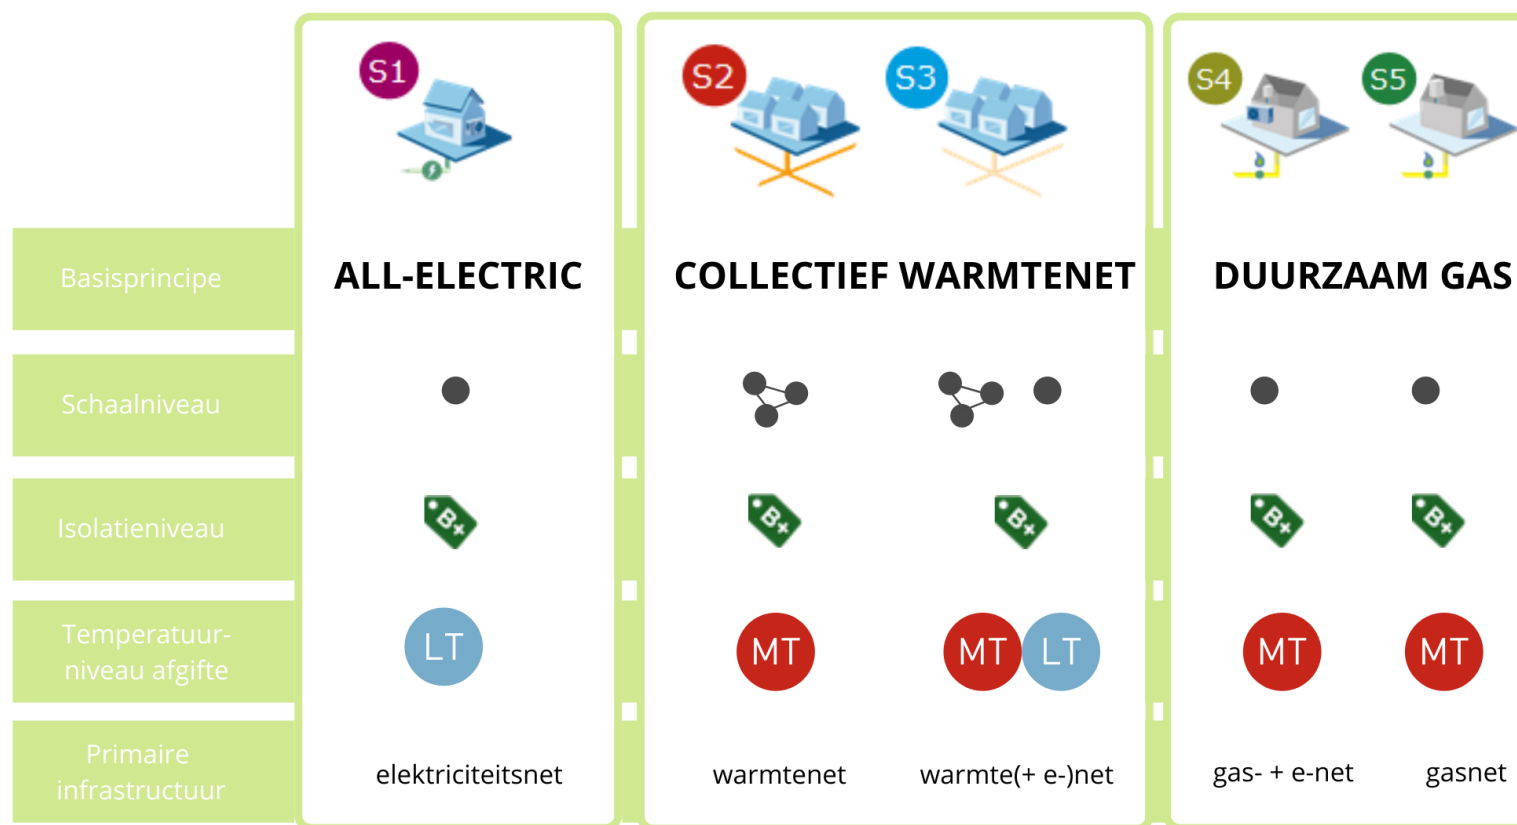 S1
S2
S3
S4
S5
Basisprincipe
ALL-ELECTRIC
COLLECTIEF WARMTENET
DUURZAAM GAS
Schaalniveau
Isolatieniveau
B+
B+
B+
B+
B+
Temperatuur-
niveau afgifte
LT
MT
MT
LT
MT
MT
Primaire
infrastructuur
elektriciteitsnet
warmtenet
warmte(+ e-)net
gas- + e-net
gasnet